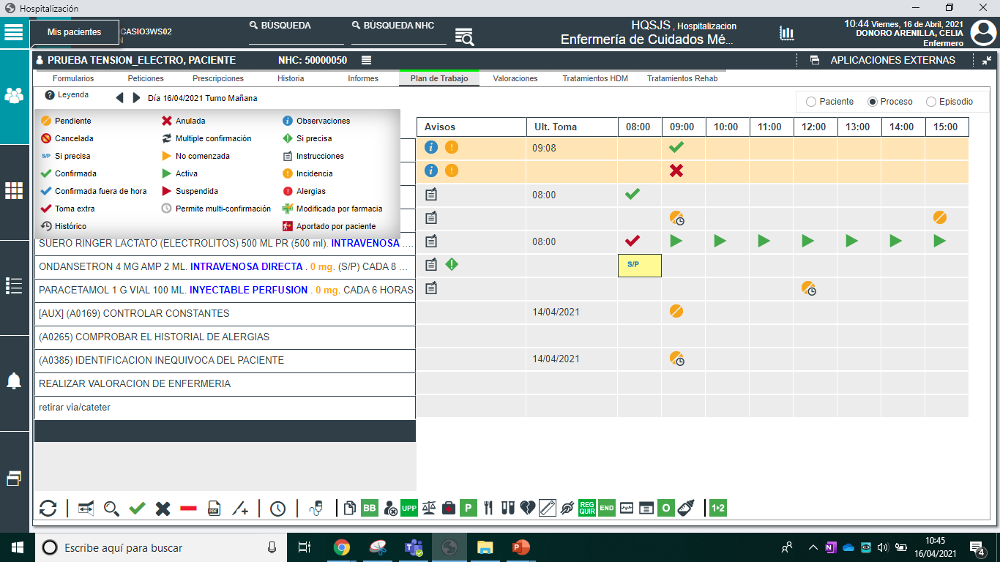 Hospitalización
Mis pacientes
CASIO3WS02
BÚSQUEDA
BÚSQUEDA NHC
HQSJS , Hospitalizacion
Enfermería de Cuidados Mé...
10:44 Viernes, 16 de Abril, 2021
DONORO ARENILLA, CELIA
Enfermero
PRUEBA TENSION_ELECTRO, PACIENTE NHC: 50000050
APLICACIONES EXTERNAS
Formularios Peticiones Prescripciones Historia Informes Plan de Trabajo Valoraciones Tratamientos HDM Tratamientos Rehab
? Leyenda
Día 16/04/2021 Turno Mañana
Paciente Proceso Episodio
Pendiente Anulada Observaciones
Cancelada Multiple confirmación Si precisa
S/P Si precisa No comenzada Instrucciones
Confirmada Activa Incidencia
Confirmada fuera de hora Suspendida Alergias
Toma extra Permite multi-confirmación Modificada por farmacia
Histórico Aportado por paciente
Avisos Ult. Toma 08:00 09:00 10:00 11:00 12:00 13:00 14:00 15:00
09:08
08:00
SUERO RINGER LACTATO (ELECTROLITOS) 500 ML PR (500 ml). INTRAVENOSA ....
08:00
ONDANSETRON 4 MG AMP 2 ML. INTRAVENOSA DIRECTA . 0 mg. (S/P) CADA 8 ...
S/P
PARACETAMOL 1 G VIAL 100 ML. INYECTABLE PERFUSION . 0 mg. CADA 6 HORAS
[AUX] (A0169) CONTROLAR CONSTANTES 14/04/2021
(A0265) COMPROBAR EL HISTORIAL DE ALERGIAS
(A0385) IDENTIFICACION INEQUIVOCA DEL PACIENTE 14/04/2021
REALIZAR VALORACION DE ENFERMERIA
retirar via/cateter
PDF BB UPP P REG QUIR END O 1▸2
Escribe aquí para buscar
10:45
16/04/2021
4